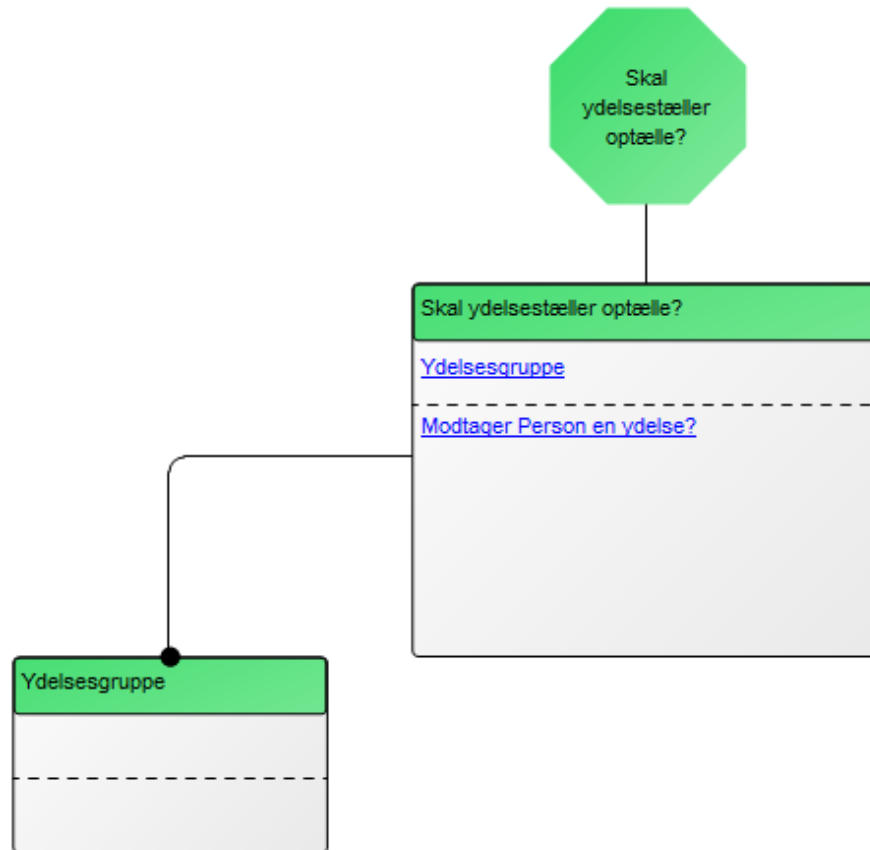 Skal
ydelsestæller
optælle?
Skal ydelsestæller optælle?
Ydelsesgruppe
Modtager Person en ydelse?
Ydelsesgruppe